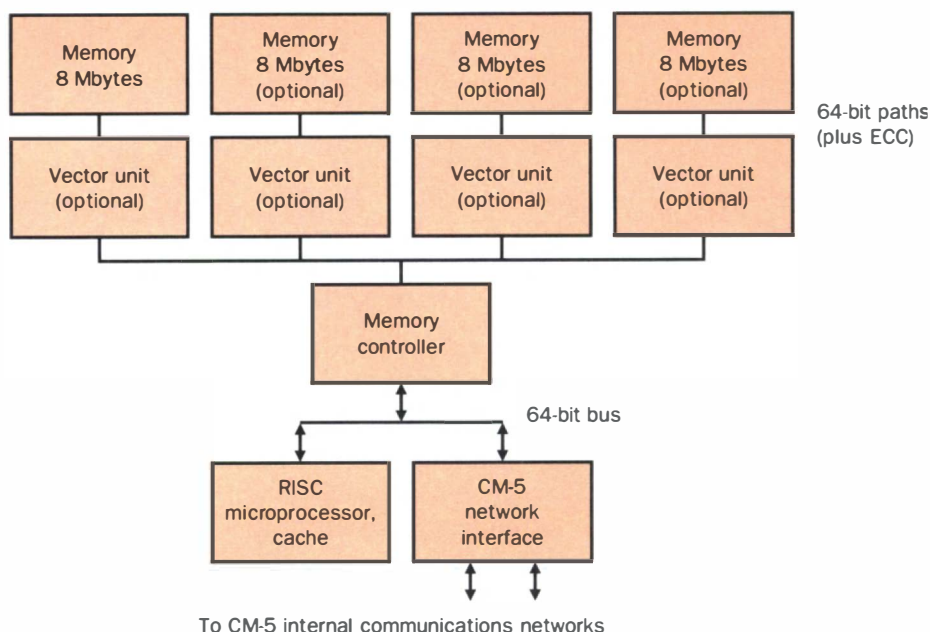 Memory
8 Mbytes
Memory
8 Mbytes
(optional)
Memory
8 Mbytes
(optional)
Memory
8 Mbytes
(optional)
64-bit paths
(plus ECC)
Vector unit
(optional)
Vector unit
(optional)
Vector unit
(optional)
Vector unit
(optional)
Memory
controller
64-bit bus
RISC
microprocessor,
cache
CM-5
network
interface
To CM-5 internal communications networks